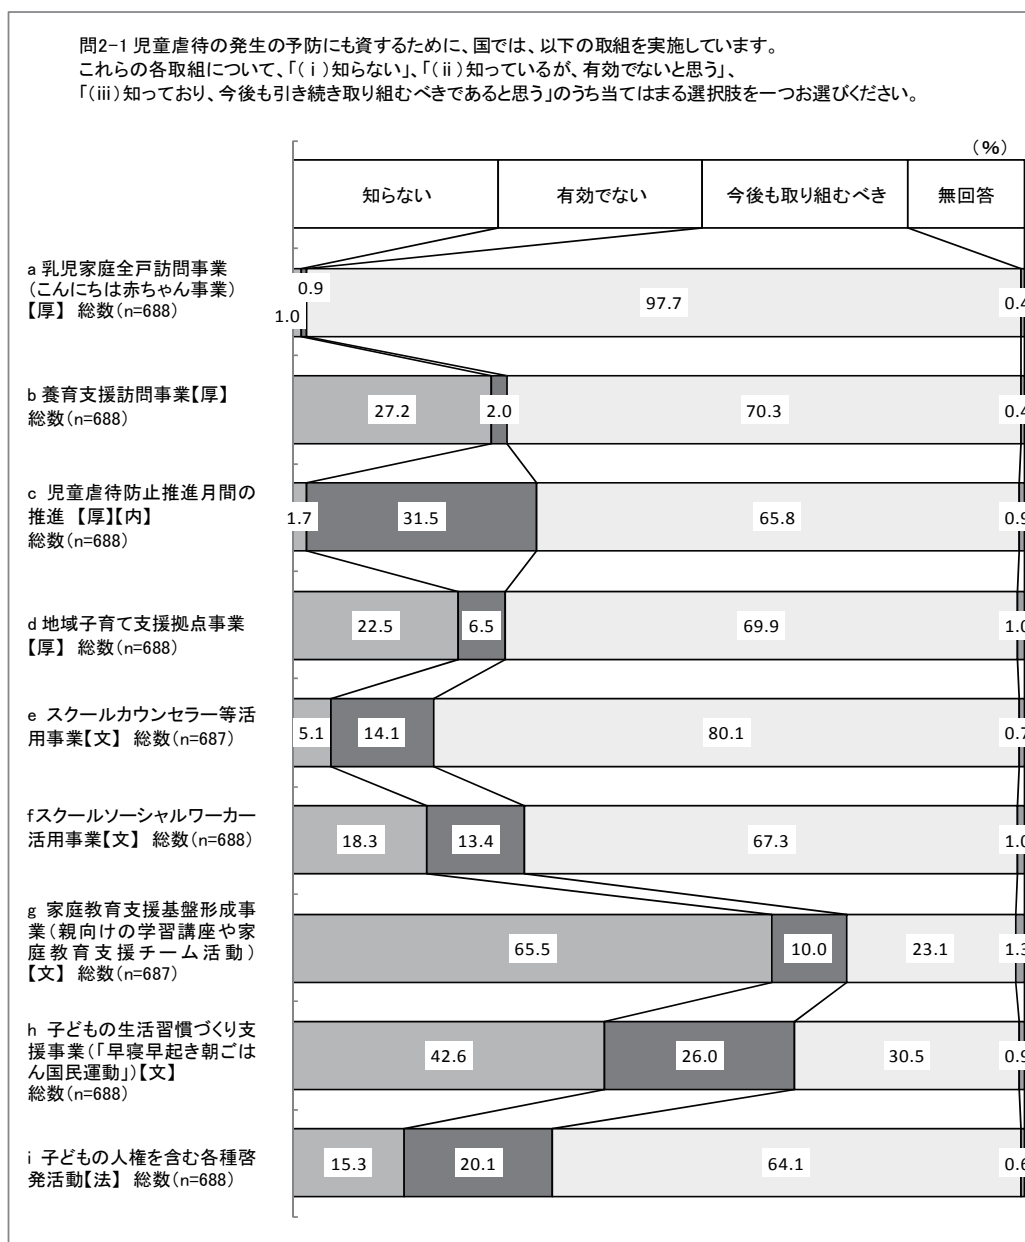 問2-1 児童虐待の発生の予防にも資するために、国では、以下の取組を実施しています。
これらの各取組について、「(ⅰ)知らない」、「(ⅱ)知っているが、有効でないと思う」、
「(ⅲ)知っており、今後も引き続き取り組むべきであると思う」のうち当てはまる選択肢を一つお選びください。
(%)
知らない 有効でない 今後も取り組むべき 無回答
a 乳児家庭全戸訪問事業
(こんにちは赤ちゃん事業)
【厚】 総数(n=688)
1.0 0.9 97.7 0.4
b 養育支援訪問事業【厚】
総数(n=688)
27.2 2.0 70.3 0.4
c 児童虐待防止推進月間の
推進 【厚】【内】
総数(n=688)
1.7 31.5 65.8 0.9
d 地域子育て支援拠点事業
【厚】 総数(n=688)
22.5 6.5 69.9 1.0
e スクールカウンセラー等活
用事業【文】 総数(n=687)
5.1 14.1 80.1 0.7
fスクールソーシャルワーカー
活用事業【文】 総数(n=688)
18.3 13.4 67.3 1.0
g 家庭教育支援基盤形成事
業(親向けの学習講座や家
庭教育支援チーム活動)
【文】 総数(n=687)
65.5 10.0 23.1 1.3
h 子どもの生活習慣づくり支
援事業(「早寝早起き朝ごは
ん国民運動」)【文】
総数(n=688)
42.6 26.0 30.5 0.9
i 子どもの人権を含む各種啓
発活動【法】 総数(n=688)
15.3 20.1 64.1 0.6